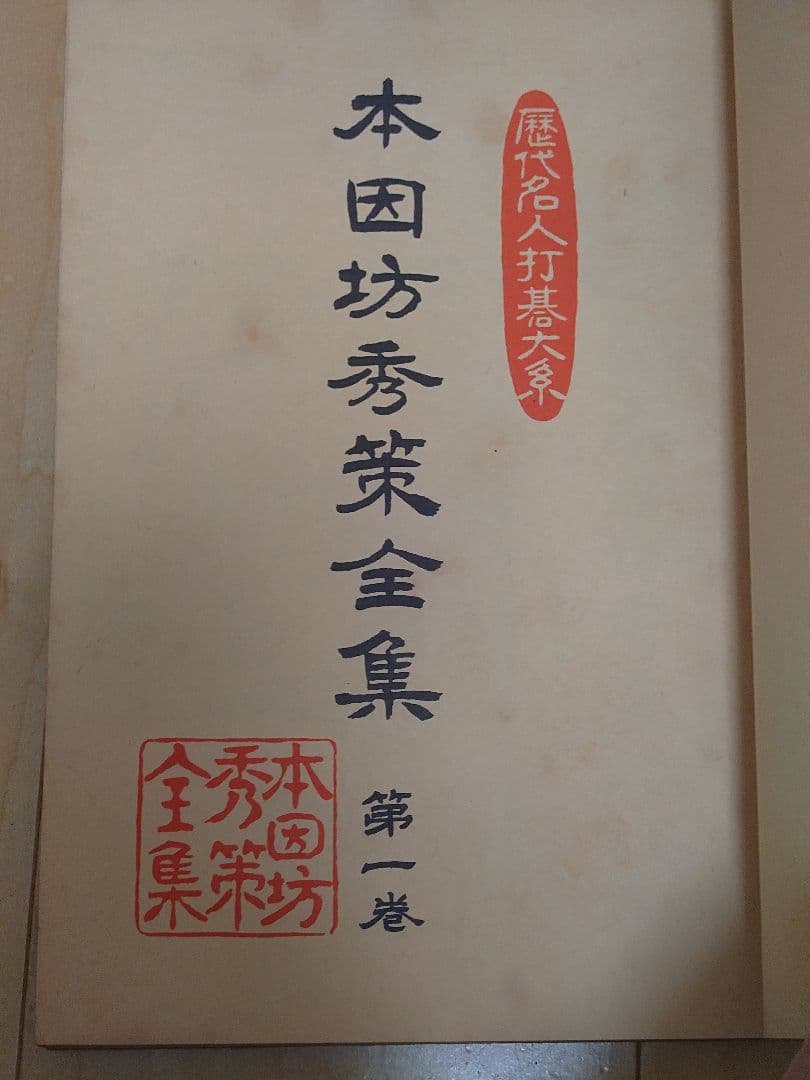 歴代名人打碁大系
本因坊秀策全集
第一巻
本因坊
秀策
全集